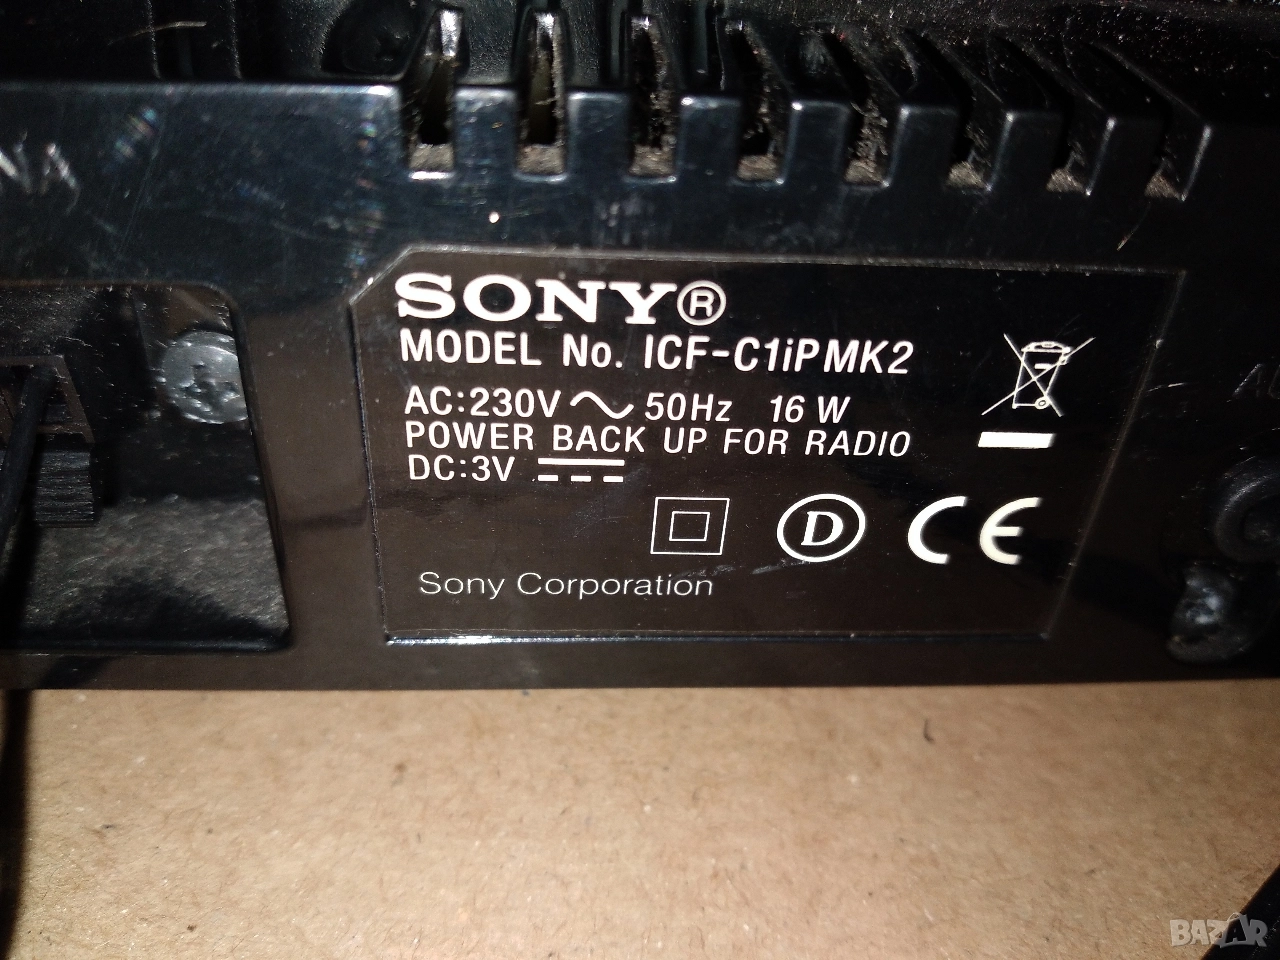 SONY®
MODEL No. ICF-C1iPMK2
AC:230V ~ 50Hz 16 W
POWER BACK UP FOR RADIO
DC:3V
D CE
Sony Corporation
BAZAR